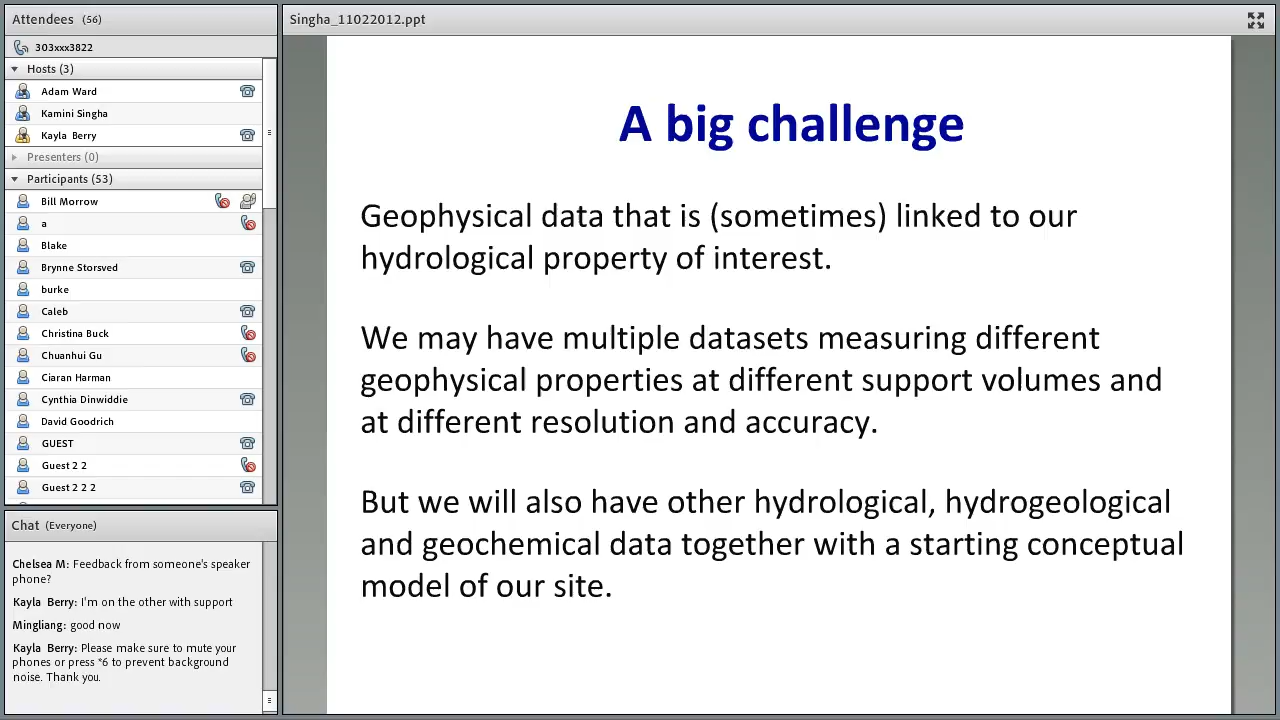 Attendees (56)
303xxx3822
Hosts (3)
Adam Ward
Kamini Singha
Kayla Berry
Presenters (0)
Participants (53)
Bill Morrow
a
Blake
Brynne Storsved
burke
Caleb
Christina Buck
Chuanhui Gu
Ciaran Harman
Cynthia Dinwiddie
David Goodrich
GUEST
Guest 2 2
Guest 2 2 2
Chat (Everyone)
Chelsea M: Feedback from someone's speaker
phone?
Kayla Berry: I'm on the other with support
Mingliang: good now
Kayla Berry: Please make sure to mute your
phones or press *6 to prevent background
noise. Thank you.
Singha_11022012.ppt
A big challenge
Geophysical data that is (sometimes) linked to our
hydrological property of interest.
We may have multiple datasets measuring different
geophysical properties at different support volumes and
at different resolution and accuracy.
But we will also have other hydrological, hydrogeological
and geochemical data together with a starting conceptual
model of our site.